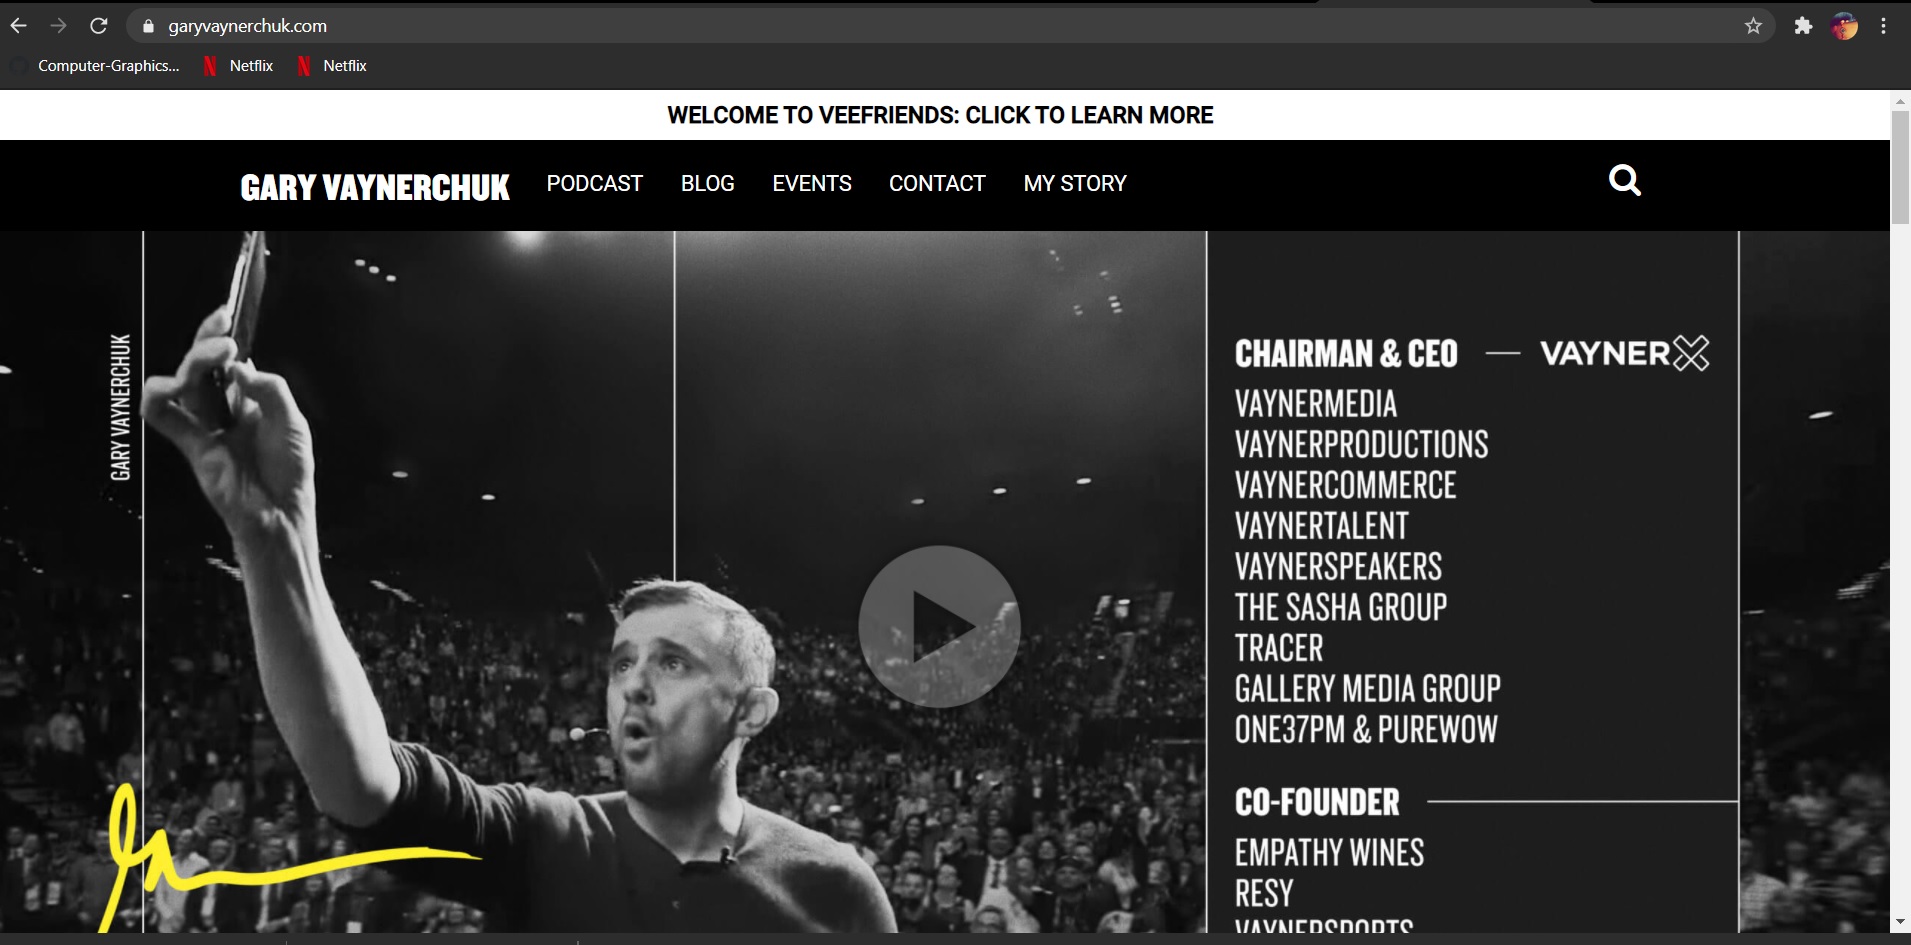 garyvaynerchuk.com
Computer-Graphics... Netflix Netflix
WELCOME TO VEEFRIENDS: CLICK TO LEARN MORE
GARY VAYNERCHUK PODCAST BLOG EVENTS CONTACT MY STORY
GARY VAYNERCHUK
CHAIRMAN & CEO — VAYNERX
VAYNERMEDIA
VAYNERPRODUCTIONS
VAYNERCOMMERCE
VAYNERTALENT
VAYNERSPEAKERS
THE SASHA GROUP
TRACER
GALLERY MEDIA GROUP
ONE37PM & PUREWOW
CO-FOUNDER
EMPATHY WINES
RESY
VAYNERSPORTS